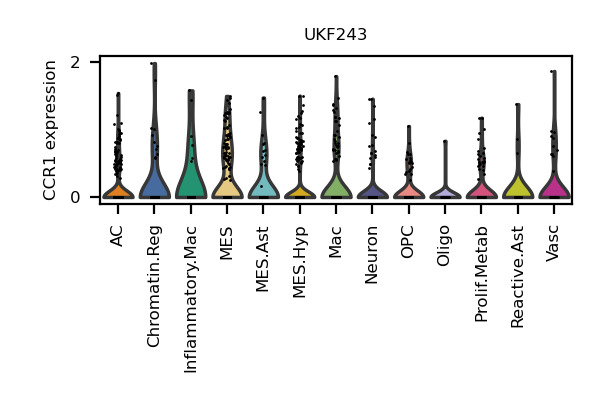 UKF243
CCR1 expression
2
0
AC
Chromatin.Reg
Inflammatory.Mac
MES
MES.Ast
MES.Hyp
Mac
Neuron
OPC
Oligo
Prolif.Metab
Reactive.Ast
Vasc